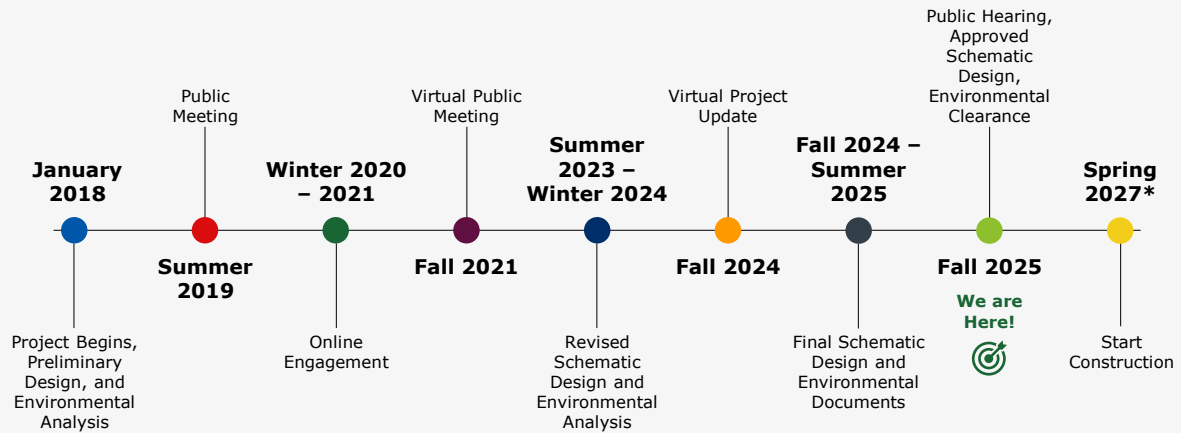 January
2018
Project Begins,
Preliminary
Design, and
Environmental
Analysis
Public
Meeting
Summer
2019
Winter 2020
– 2021
Online
Engagement
Virtual Public
Meeting
Fall 2021
Summer
2023 –
Winter 2024
Revised
Schematic
Design and
Environmental
Analysis
Virtual Project
Update
Fall 2024
Fall 2024 –
Summer
2025
Final Schematic
Design and
Environmental
Documents
Public Hearing,
Approved
Schematic
Design,
Environmental
Clearance
Fall 2025
We are
Here!
Spring
2027*
Start
Construction